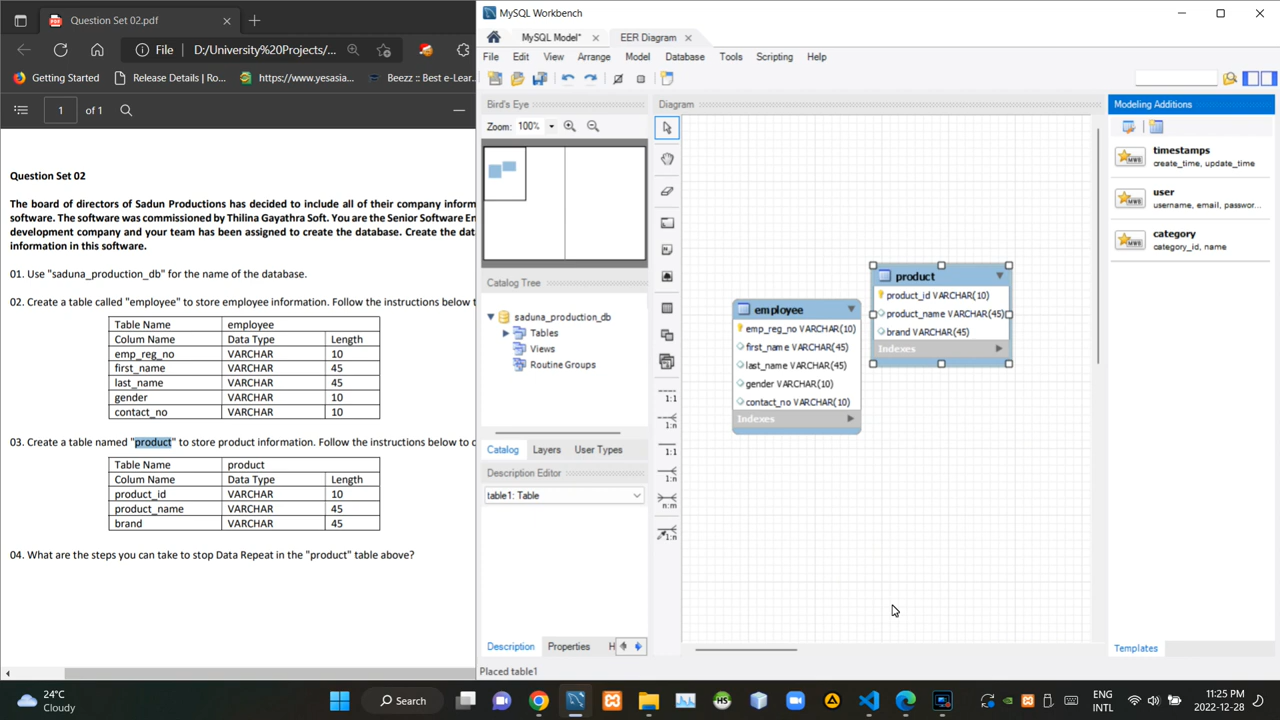 Question Set 02.pdf
File
D:/University%20Projects/...
Getting Started
Release Details | Ro...
https://www.yesasia...
Beezz :: Best e-Lear...
1
of 1
Question Set 02
The board of directors of Sadun Productions has decided to include all of their company inform
software. The software was commissioned by Thilina Gayathra Soft. You are the Senior Software En
development company and your team has been assigned to create the database. Create the dat
information in this software.
01. Use "saduna_production_db" for the name of the database.
02. Create a table called "employee" to store employee information. Follow the instructions below t
Table Name employee
Colum Name Data Type Length
emp_reg_no VARCHAR 10
first_name VARCHAR 45
last_name VARCHAR 45
gender VARCHAR 10
contact_no VARCHAR 10
03. Create a table named "product" to store product information. Follow the instructions below to c
Table Name product
Colum Name Data Type Length
product_id VARCHAR 10
product_name VARCHAR 45
brand VARCHAR 45
04. What are the steps you can take to stop Data Repeat in the "product" table above?
MySQL Workbench
MySQL Model*
EER Diagram
File Edit View Arrange Model Database Tools Scripting Help
Bird's Eye
Zoom: 100%
Catalog Tree
saduna_production_db
Tables
Views
Routine Groups
Catalog Layers User Types
Description Editor
table1: Table
Description Properties H
Placed table1
Diagram
1:1
1:n
1:1
1:n
n:m
1:n
employee
emp_reg_no VARCHAR(10)
first_name VARCHAR(45)
last_name VARCHAR(45)
gender VARCHAR(10)
contact_no VARCHAR(10)
Indexes
product
product_id VARCHAR(10)
product_name VARCHAR(45)
brand VARCHAR(45)
Indexes
Modeling Additions
timestamps
create_time, update_time
user
username, email, passwor...
category
category_id, name
Templates
24°C
Cloudy
Search
ENG
INTL
11:25 PM
2022-12-28